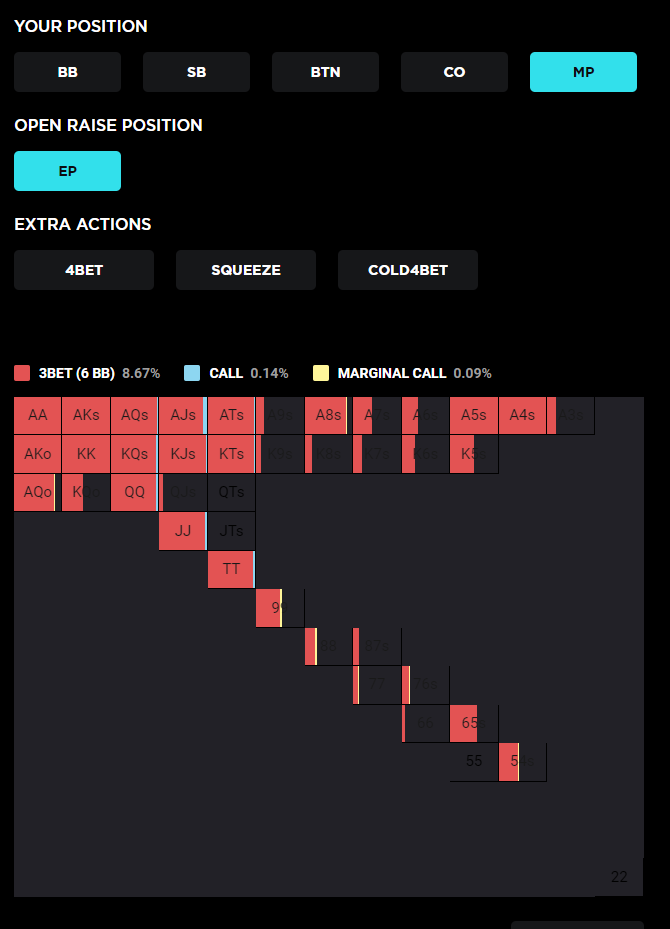 YOUR POSITION
BB SB BTN CO MP
OPEN RAISE POSITION
EP
EXTRA ACTIONS
4BET SQUEEZE COLD4BET
3BET (6 BB) 8.67% CALL 0.14% MARGINAL CALL 0.09%
AA AKs AQs AJs ATs A9s A8s A7s A6s A5s A4s A3s
AKo KK KQs KJs KTs K9s K8s K7s K6s K5s
AQo KQo QQ QJs QTs
JJ JTs
TT
99
88 87s
77 76s
66 65s
55 54s
22